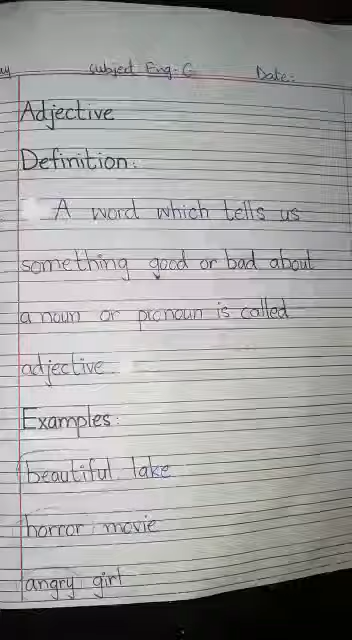 ay subject Eng-G Date:
Adjective
Definition:
A word which tells us
something good or bad about
a noun or pronoun is called
adjective
Examples:
beautiful lake
horror movie
angry girl